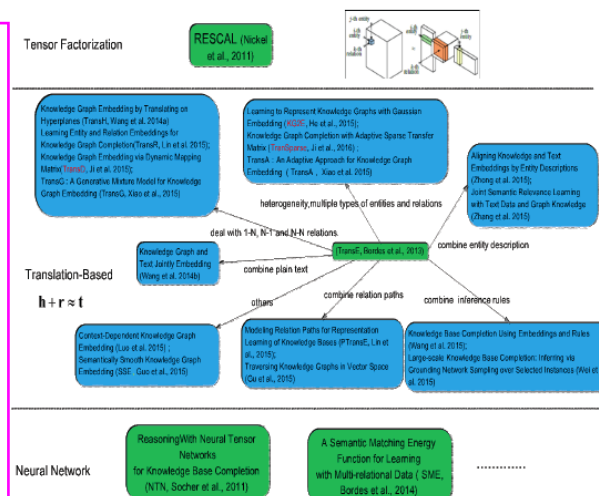 Tensor Factorization
RESCAL (Nickel
et al., 2011)
j-th entity
i-th
entity
k-th
relation
Knowledge Graph Embedding by Translating on
Hyperplanes (TransH, Wang et al. 2014a)
Learning Entity and Relation Embeddings for
Knowledge Graph Completion(TransR, Lin et al., 2015);
Knowledge Graph Embedding via Dynamic Mapping
Matrix(TransD, Ji et al., 2015);
TransG : A Generative Mixture Model for Knowledge
Graph Embedding (TransG, Xiao et al., 2015)
Learning to Represent Knowledge Graphs with Gaussian
Embedding (KG2E, He et al., 2015);
Knowledge Graph Completion with Adaptive Sparse Transfer
Matrix (TranSparse, Ji et al., 2016) ;
TransA : An Adaptive Approach for Knowledge Graph
Embedding ( TransA , Xiao et al. 2015)
Aligning Knowledge and Text
Embeddings by Entity Descriptions
(Zhang et al. 2015);
Joint Semantic Relevance Learning
with Text Data and Graph Knowledge
(Zhang et al. 2015)
heterogeneity,multiple types of entities and relations
deal with 1-N, N-1 and N-N relations.
Knowledge Graph and
Text Jointly Embedding
(Wang et al. 2014b)
(TransE, Bordes et al., 2013)
combine entity description
Translation-Based
combine plain text
h + r ≈ t
others
combine relation paths
combine inference rules
Context-Dependent Knowledge Graph
Embedding (Luo et al., 2015) ;
Semantically Smooth Knowledge Graph
Embedding (SSE, Guo et al., 2015)
Modeling Relation Paths for Representation
Learning of Knowledge Bases (PTransE, Lin et
al., 2015);
Traversing Knowledge Graphs in Vector Space
(Gu et al., 2015)
Knowledge Base Completion Using Embeddings and Rules
(Wang et al. 2015);
Large-scale Knowledge Base Completion: Inferring via
Grounding Network Sampling over Selected Instances (Wei et
al. 2015)
Neural Network
ReasoningWith Neural Tensor
Networks
for Knowledge Base Completion
(NTN, Socher et al., 2011)
A Semantic Matching Energy
Function for Learning
with Multi-relational Data ( SME,
Bordes et al., 2014)
............